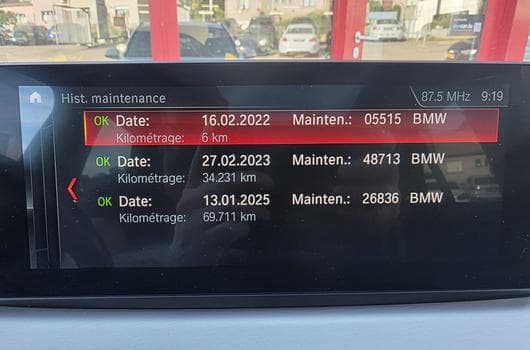 Hist. maintenance 87.5 MHz 9:19
OK Date: 16.02.2022 Mainten.: 05515 BMW
Kilométrage: 6 km
OK Date: 27.02.2023 Mainten.: 48713 BMW
Kilométrage: 34.231 km
OK Date: 13.01.2025 Mainten.: 26836 BMW
Kilométrage: 69.711 km